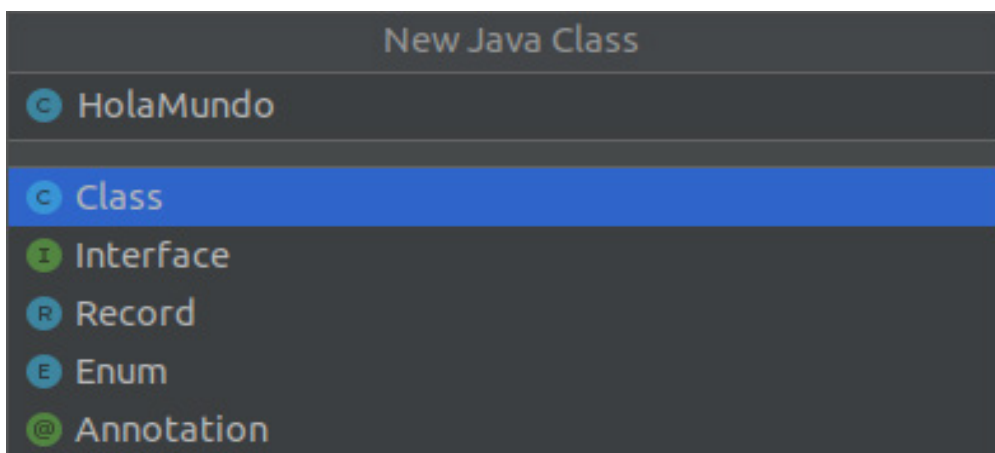 New Java Class
C HolaMundo
C Class
I Interface
R Record
E Enum
@ Annotation